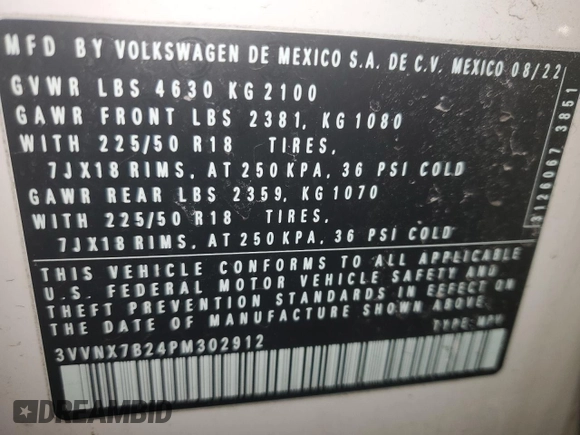 MFD BY VOLKSWAGEN DE MEXICO S.A. DE C.V. MEXICO 08/22
GVWR LBS 4630 KG 2100
GAWR FRONT LBS 2381, KG 1080
WITH 225/50 R18 TIRES,
7JX18 RIMS, AT 250 KPA, 36 PSI COLD
GAWR REAR LBS 2359, KG 1070
WITH 225/50 R18 TIRES,
7JX18 RIMS, AT 250 KPA, 36 PSI COLD
THIS VEHICLE CONFORMS TO ALL APPLICABLE
U.S. FEDERAL MOTOR VEHICLE SAFETY AND
THEFT PREVENTION STANDARDS IN EFFECT ON
THE DATE OF MANUFACTURE SHOWN ABOVE.
TYPE: MPV
3VVNX7B24PM302912
3126067 3851
DREAMBID